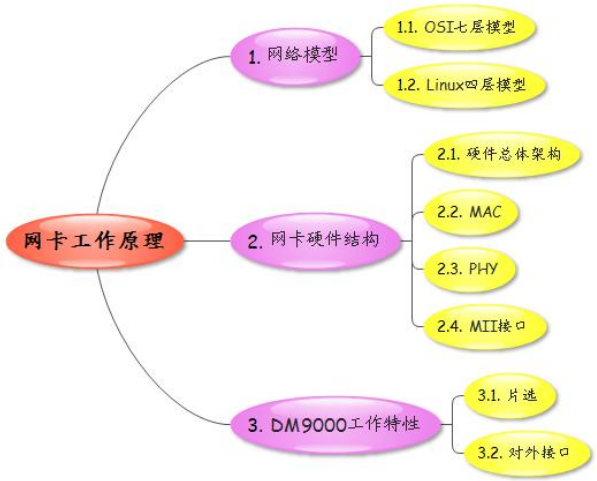 网卡工作原理
1. 网络模型
1.1. OSI七层模型
1.2. Linux四层模型
2. 网卡硬件结构
2.1. 硬件总体架构
2.2. MAC
2.3. PHY
2.4. MII接口
3. DM9000工作特性
3.1. 片选
3.2. 对外接口